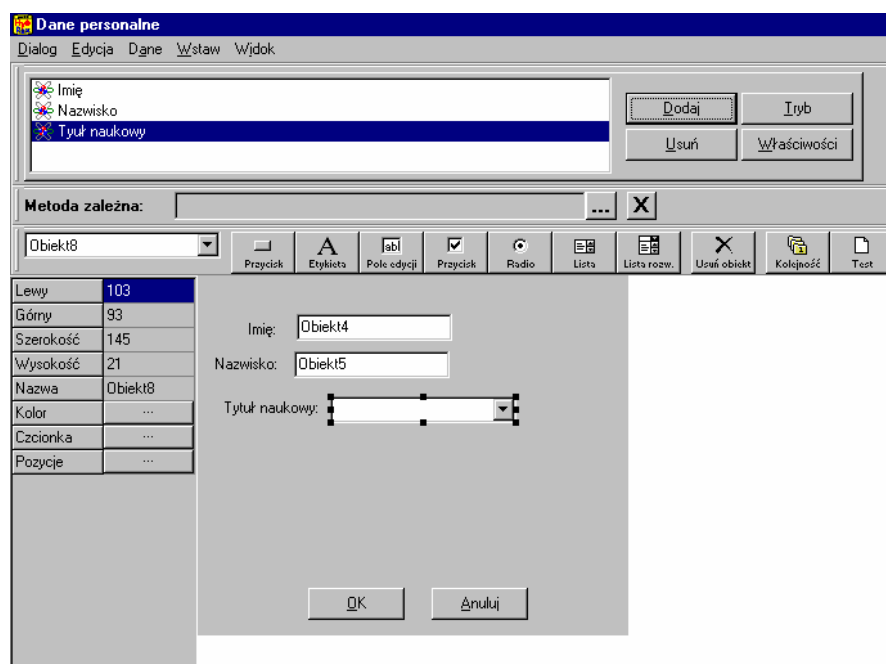 Dane personalne
Dialog Edycja Dane Wstaw Widok
Imię
Nazwisko
Tyuł naukowy
Dodaj Tryb
Usuń Właściwości
Metoda zależna: ... X
Obiekt8 Przycisk Etykieta Pole edycji Przycisk Radio Lista Lista rozw. Usuń obiekt Kolejność Test
Lewy 103
Górny 93
Szerokość 145
Wysokość 21
Nazwa Obiekt8
Kolor ...
Czcionka ...
Pozycje ...
Imię: Obiekt4
Nazwisko: Obiekt5
Tytuł naukowy:
OK Anuluj